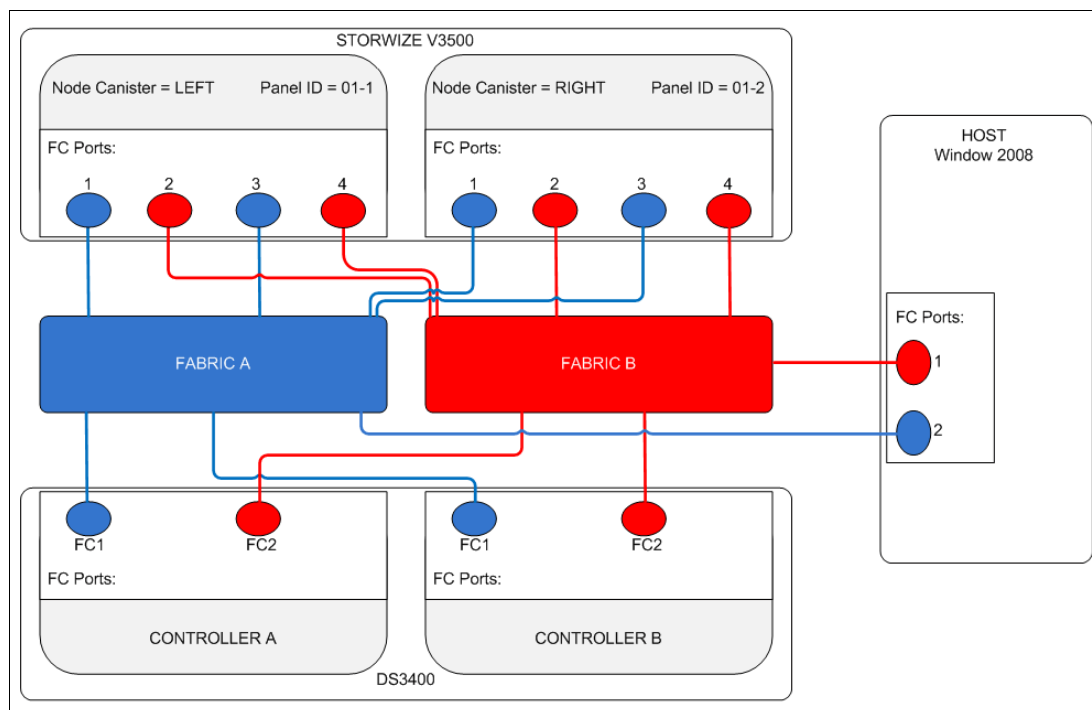 STORWIZE V3500
Node Canister = LEFT Panel ID = 01-1
Node Canister = RIGHT Panel ID = 01-2
FC Ports:
1 2 3 4
FC Ports:
1 2 3 4
HOST
Window 2008
FC Ports:
1
2
FABRIC A
FABRIC B
FC1 FC2
FC Ports:
CONTROLLER A
FC1 FC2
FC Ports:
CONTROLLER B
DS3400